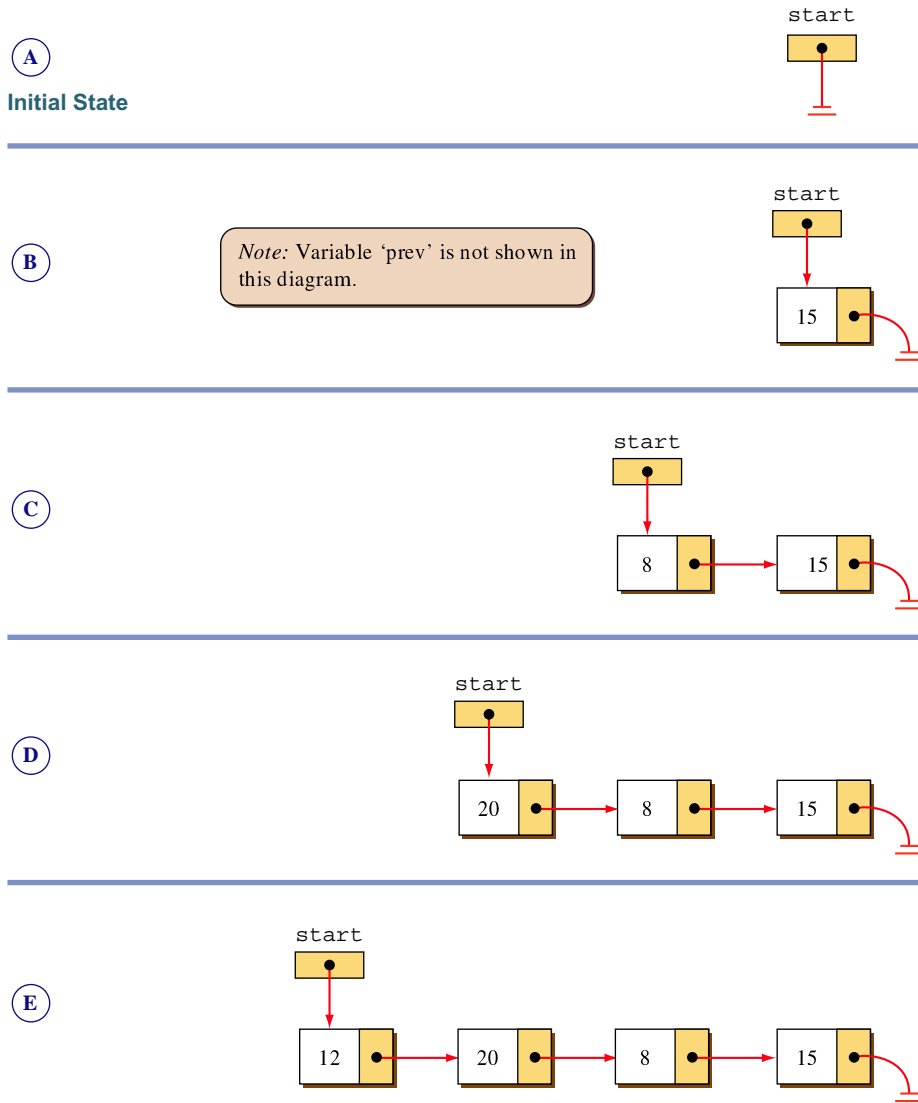 start
A
Initial State
start
B
Note: Variable ‘prev’ is not shown in
this diagram.
15
start
C
8
15
start
D
20
8
15
start
E
12
20
8
15